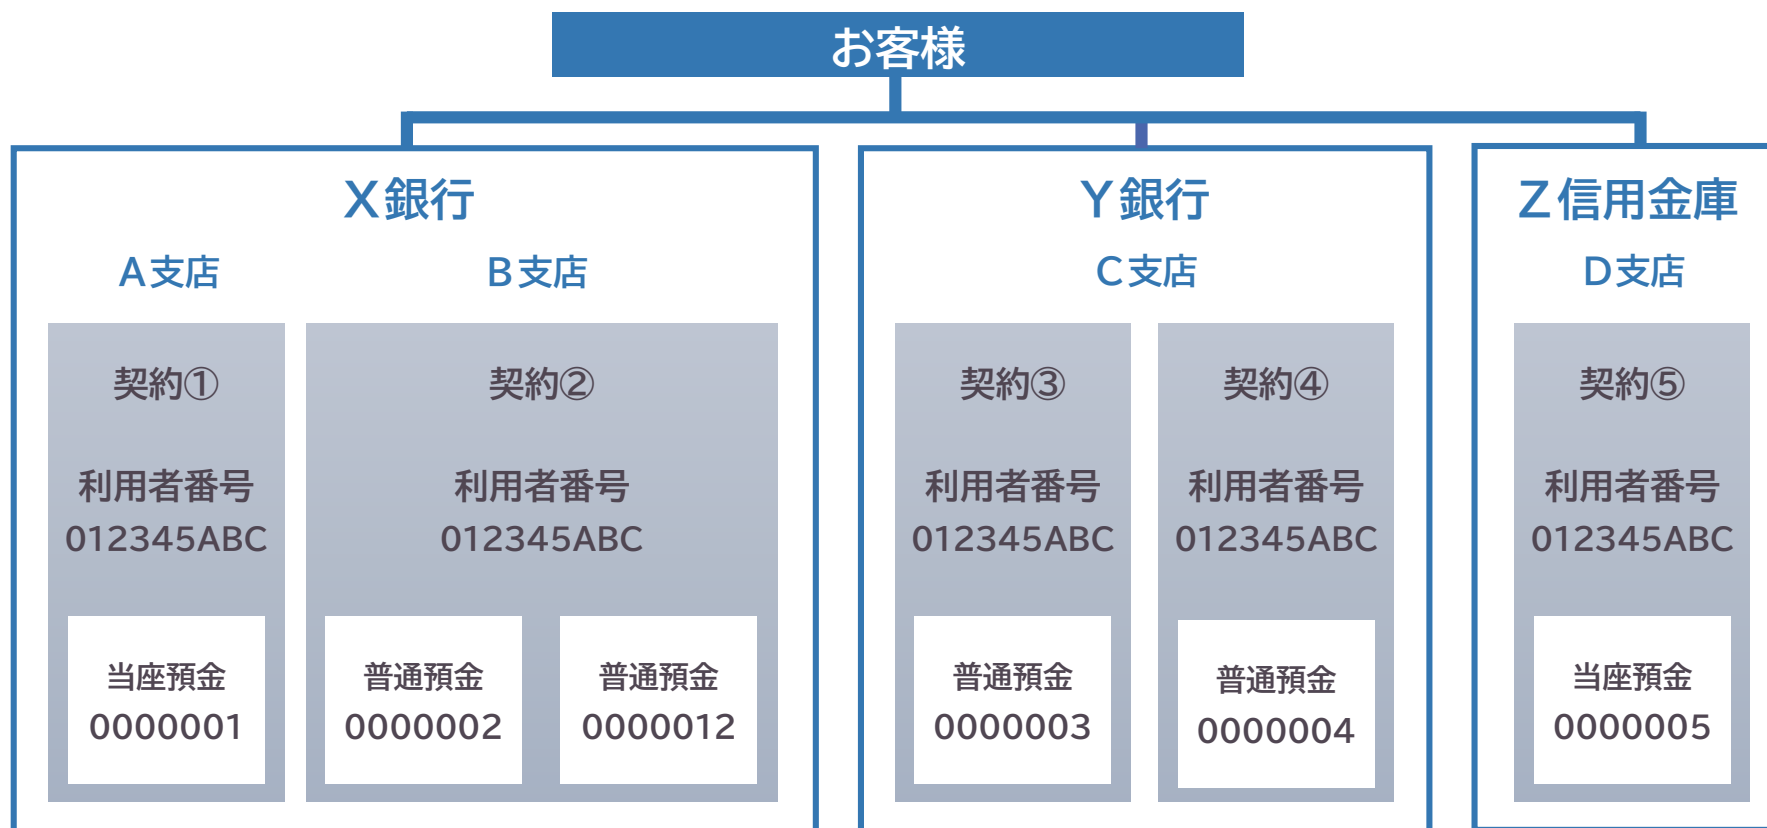 お客様
X銀行
A支店
B支店
契約①
利用者番号
012345ABC
当座預金
0000001
契約②
利用者番号
012345ABC
普通預金
0000002
普通預金
0000012
Y銀行
C支店
契約③
利用者番号
012345ABC
普通預金
0000003
契約④
利用者番号
012345ABC
普通預金
0000004
Z信用金庫
D支店
契約⑤
利用者番号
012345ABC
当座預金
0000005